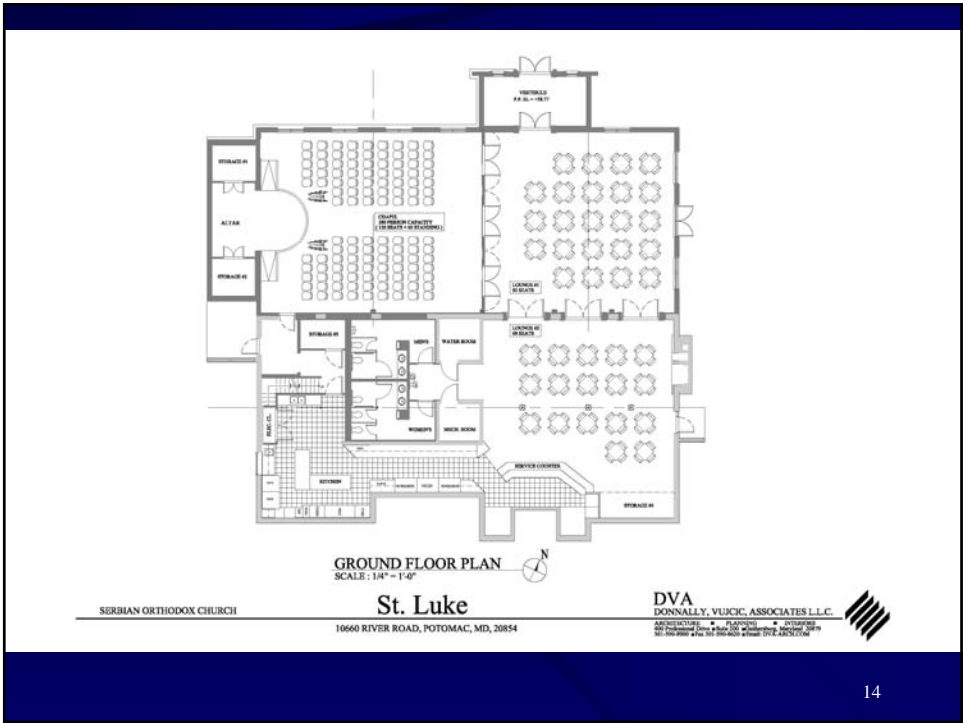 VESTIBULE
STORAGE #1
ALTAR
STORAGE #2
CHAPEL
PERSON CAPACITY
LOUNGE #1
LOUNGE #2
STORAGE #3
MEN'S
WATER ROOM
WOMEN'S
MECH. ROOM
ELEC. CL.
KITCHEN
SERVICE COUNTER
STORAGE #4
GROUND FLOOR PLAN
SCALE : 1/4" = 1'-0"
N
SERBIAN ORTHODOX CHURCH
St. Luke
10660 RIVER ROAD, POTOMAC, MD, 20854
DVA
DONNALLY, VUJCIC, ASSOCIATES L.L.C.
ARCHITECTURE ■ PLANNING ■ INTERIORS
14